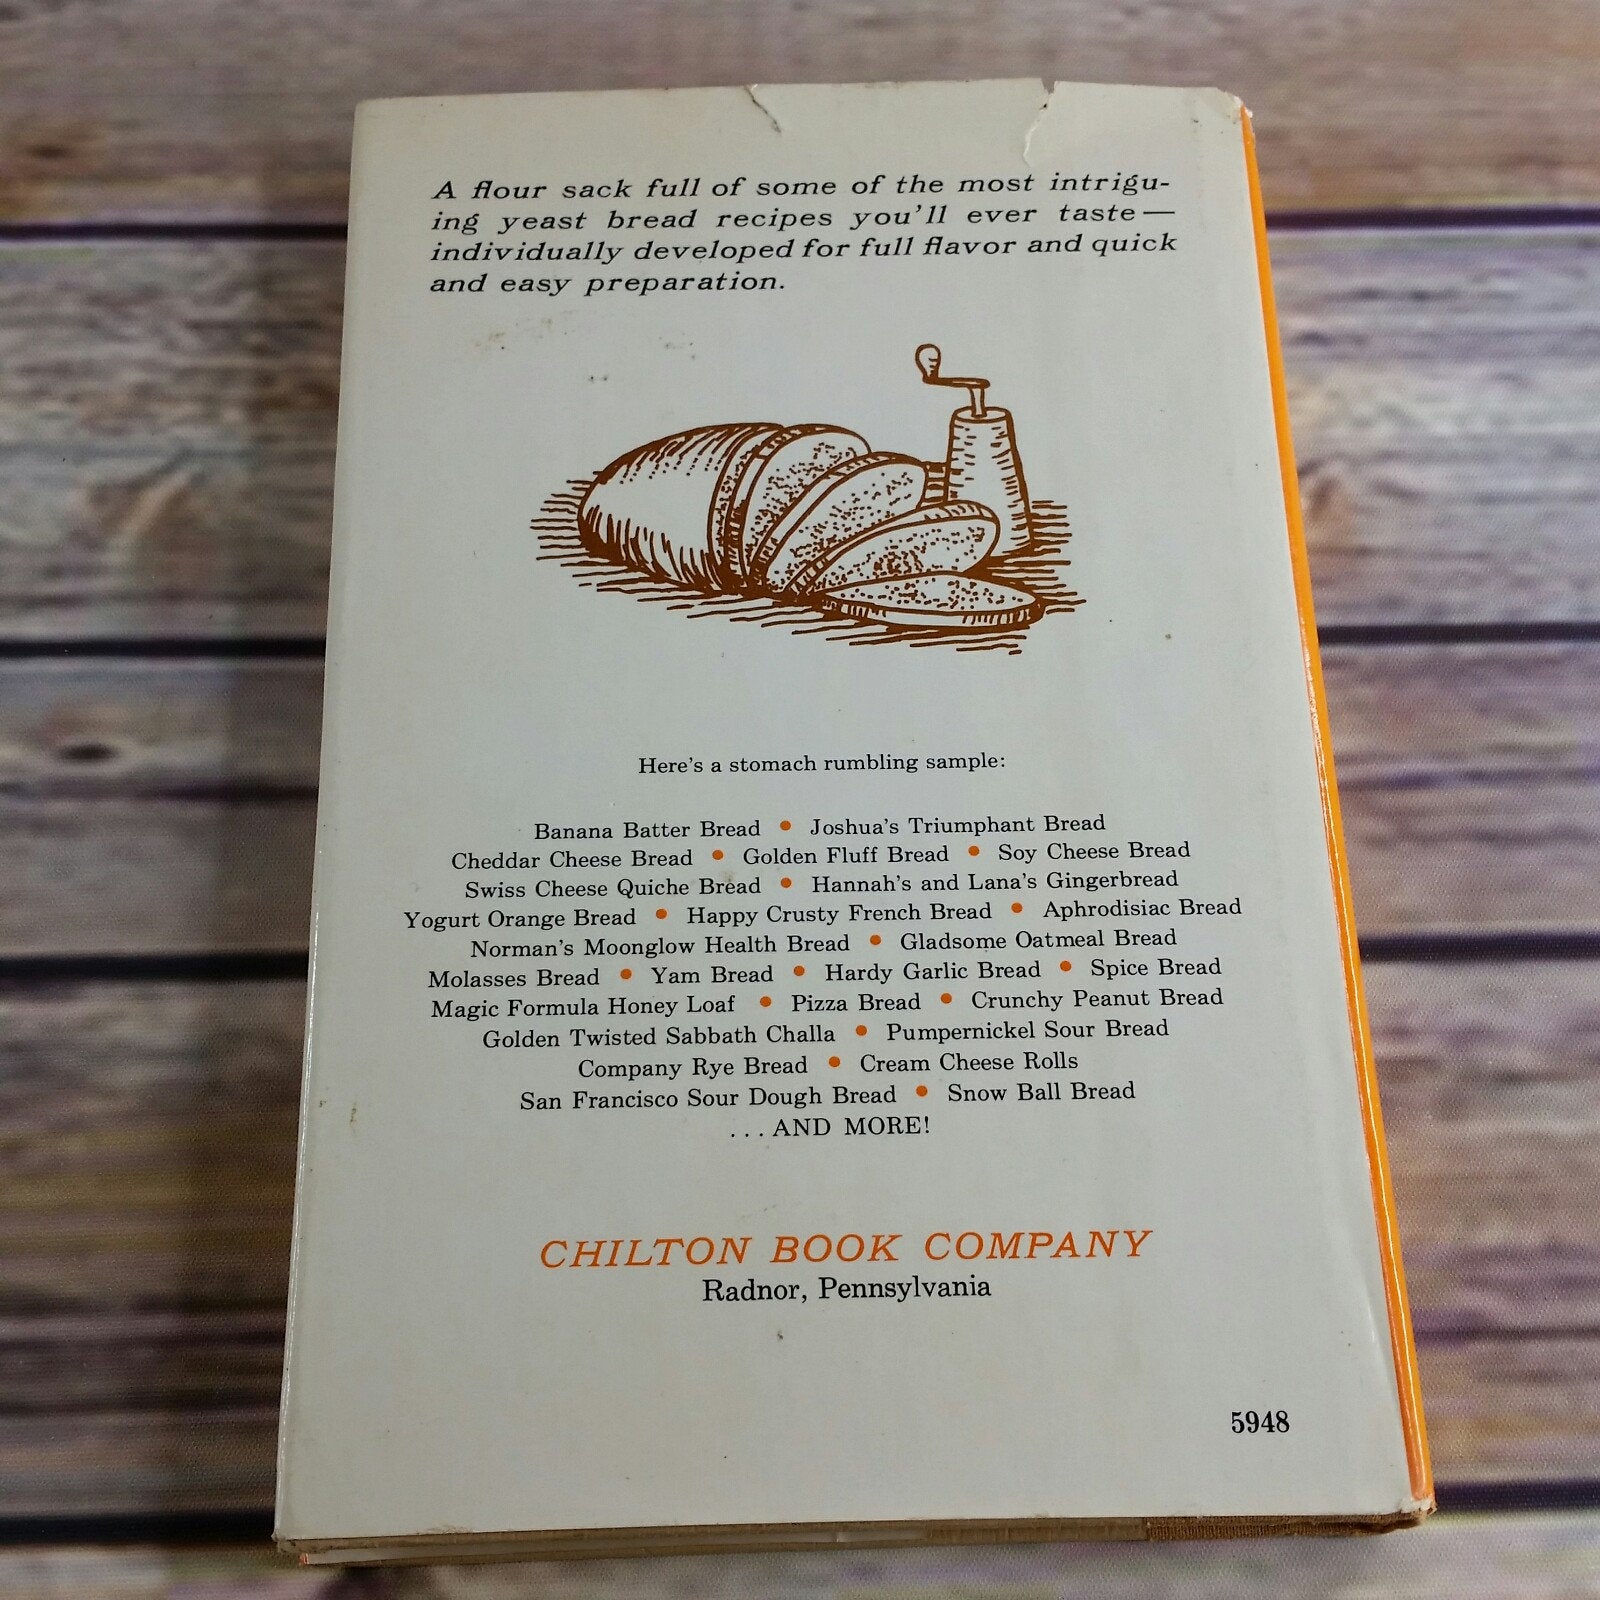 A flour sack full of some of the most intrigu-
ing yeast bread recipes you'll ever taste—
individually developed for full flavor and quick
and easy preparation.
Here's a stomach rumbling sample:
Banana Batter Bread • Joshua's Triumphant Bread
Cheddar Cheese Bread • Golden Fluff Bread • Soy Cheese Bread
Swiss Cheese Quiche Bread • Hannah's and Lana's Gingerbread
Yogurt Orange Bread • Happy Crusty French Bread • Aphrodisiac Bread
Norman's Moonglow Health Bread • Gladsome Oatmeal Bread
Molasses Bread • Yam Bread • Hardy Garlic Bread • Spice Bread
Magic Formula Honey Loaf • Pizza Bread • Crunchy Peanut Bread
Golden Twisted Sabbath Challa • Pumpernickel Sour Bread
Company Rye Bread • Cream Cheese Rolls
San Francisco Sour Dough Bread • Snow Ball Bread
...AND MORE!
CHILTON BOOK COMPANY
Radnor, Pennsylvania
5948